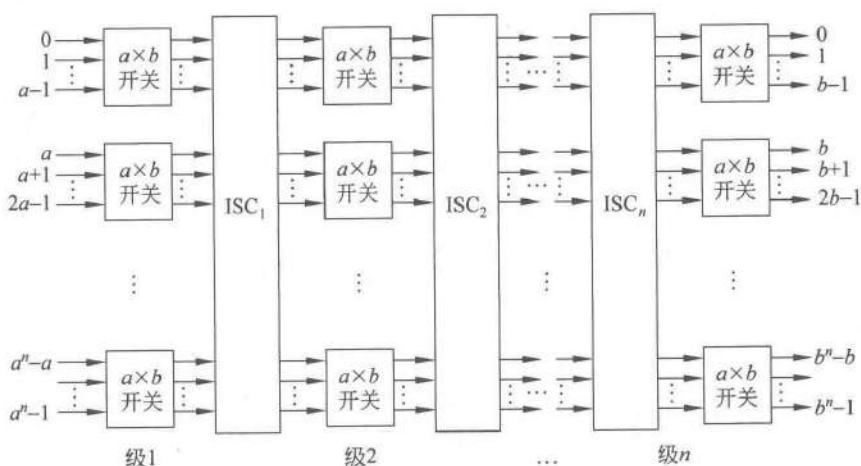 0
1
a-1
a×b
开关
a×b
开关
a×b
开关
0
1
b-1
a
a+1
2a-1
a×b
开关
a×b
开关
a×b
开关
b
b+1
2b-1
ISC₁
ISC₂
ISCₙ
aⁿ-a
aⁿ-1
a×b
开关
a×b
开关
a×b
开关
bⁿ-b
bⁿ-1
级1 级2 … 级n